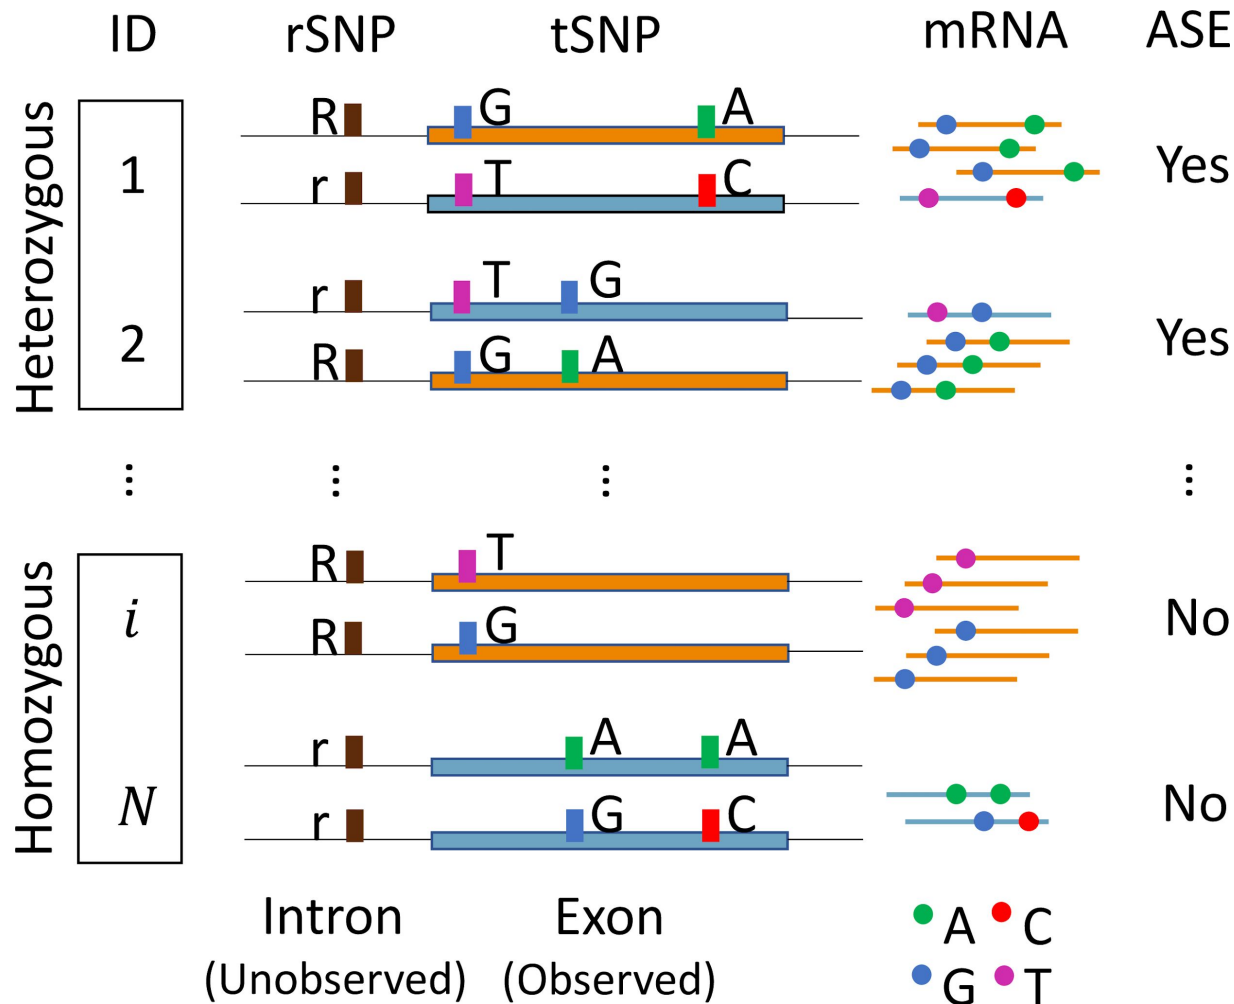 ID rSNP tSNP mRNA ASE
Heterozygous
R G A
1 Yes
r T C
r T G
2 Yes
R G A
⋮ ⋮ ⋮ ⋮
Homozygous
R T
i No
R G
r A A
N No
r G C
Intron Exon
(Unobserved) (Observed)
A C
G T